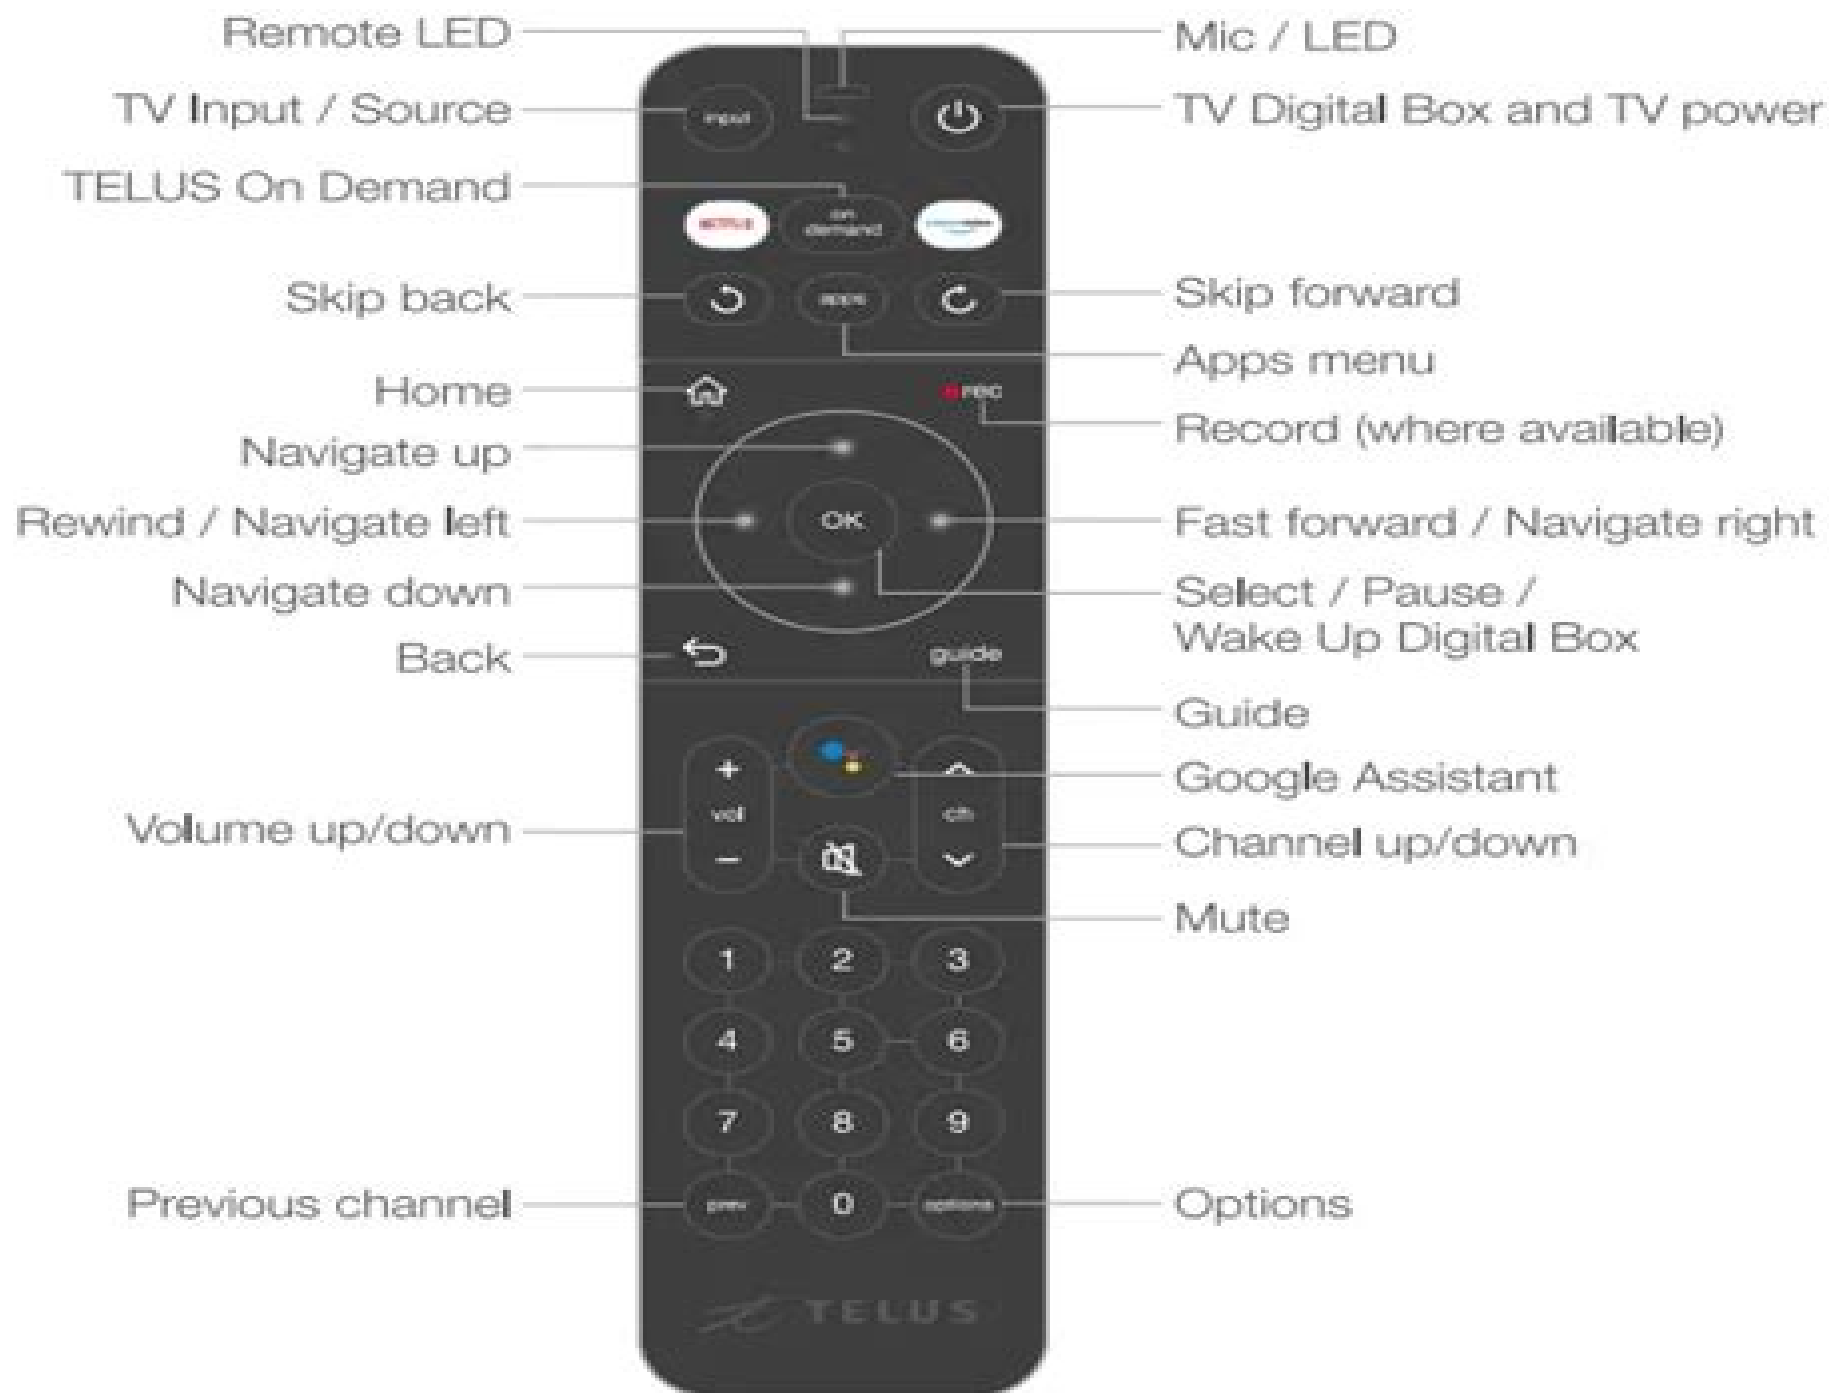 Remote LED
Mic / LED
TV Input / Source
input
TV Digital Box and TV power
TELUS On Demand
NETFLIX
on
demand
Skip back
apps
Skip forward
Apps menu
Home
rec
Record (where available)
Navigate up
Rewind / Navigate left
OK
Fast forward / Navigate right
Navigate down
Select / Pause /
Wake Up Digital Box
Back
guide
Guide
Google Assistant
+
vol
-
ch
Volume up/down
Channel up/down
Mute
1 2 3
4 5 6
7 8 9
Previous channel
prev 0 options
Options
TELUS